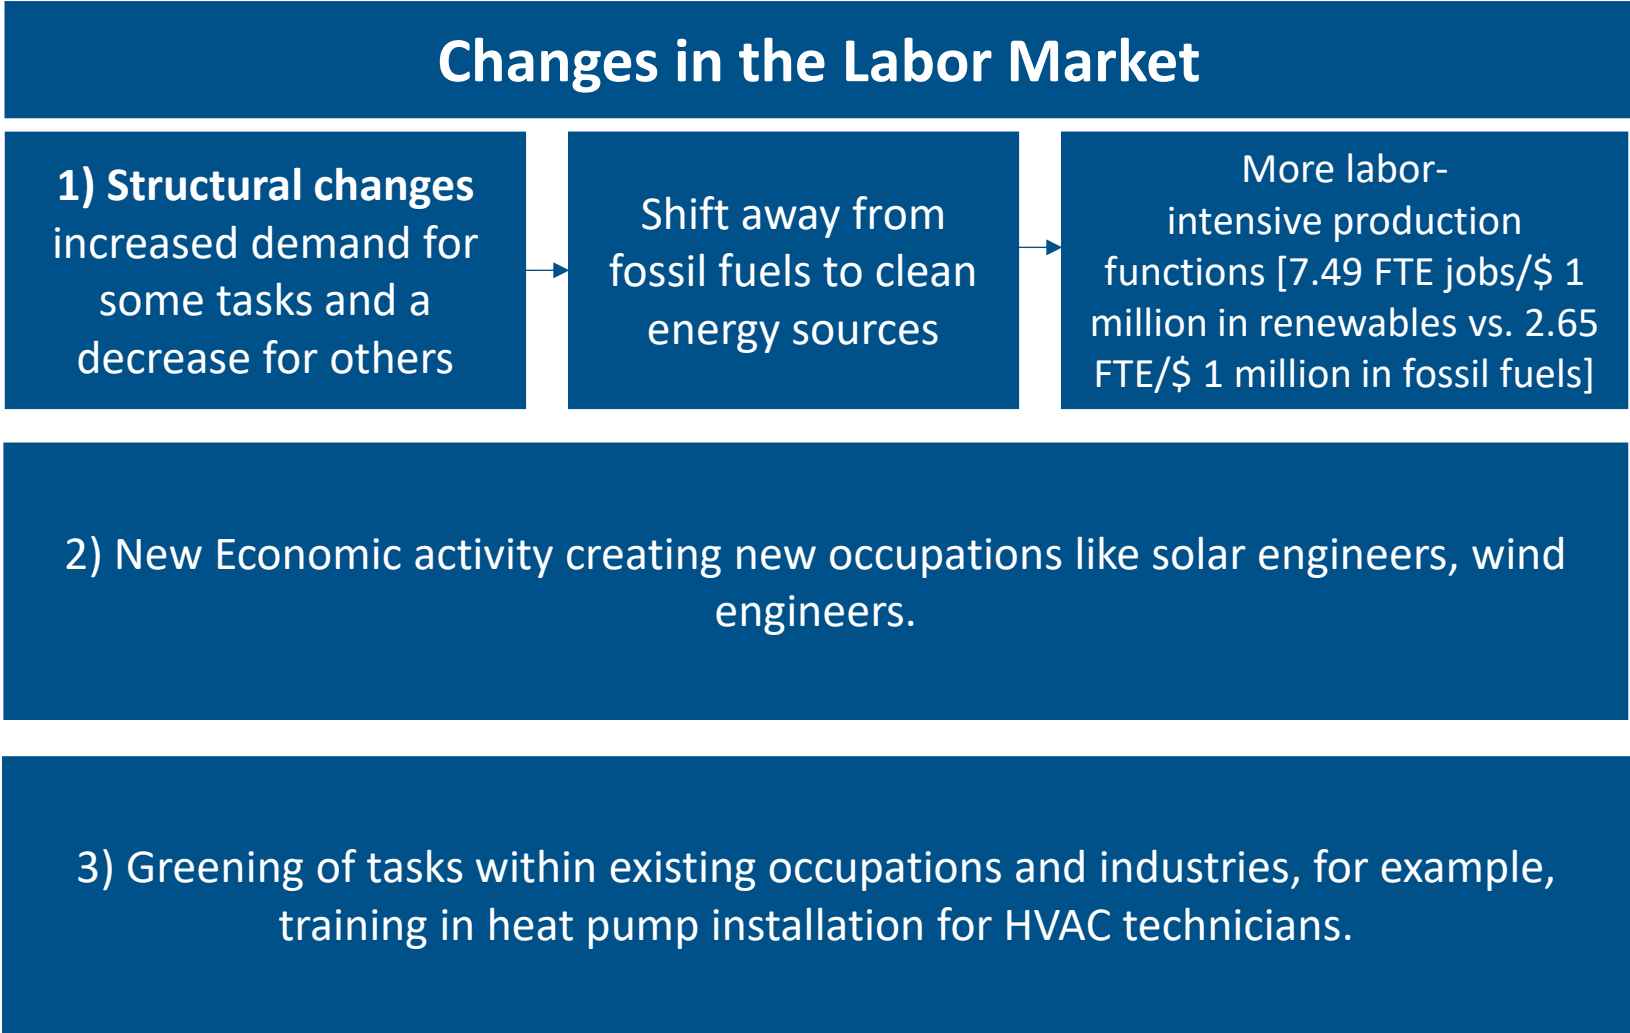 Changes in the Labor Market
1) Structural changes
increased demand for
some tasks and a
decrease for others
Shift away from
fossil fuels to clean
energy sources
More labor-
intensive production
functions [7.49 FTE jobs/$ 1
million in renewables vs. 2.65
FTE/$ 1 million in fossil fuels]
2) New Economic activity creating new occupations like solar engineers, wind
engineers.
3) Greening of tasks within existing occupations and industries, for example,
training in heat pump installation for HVAC technicians.